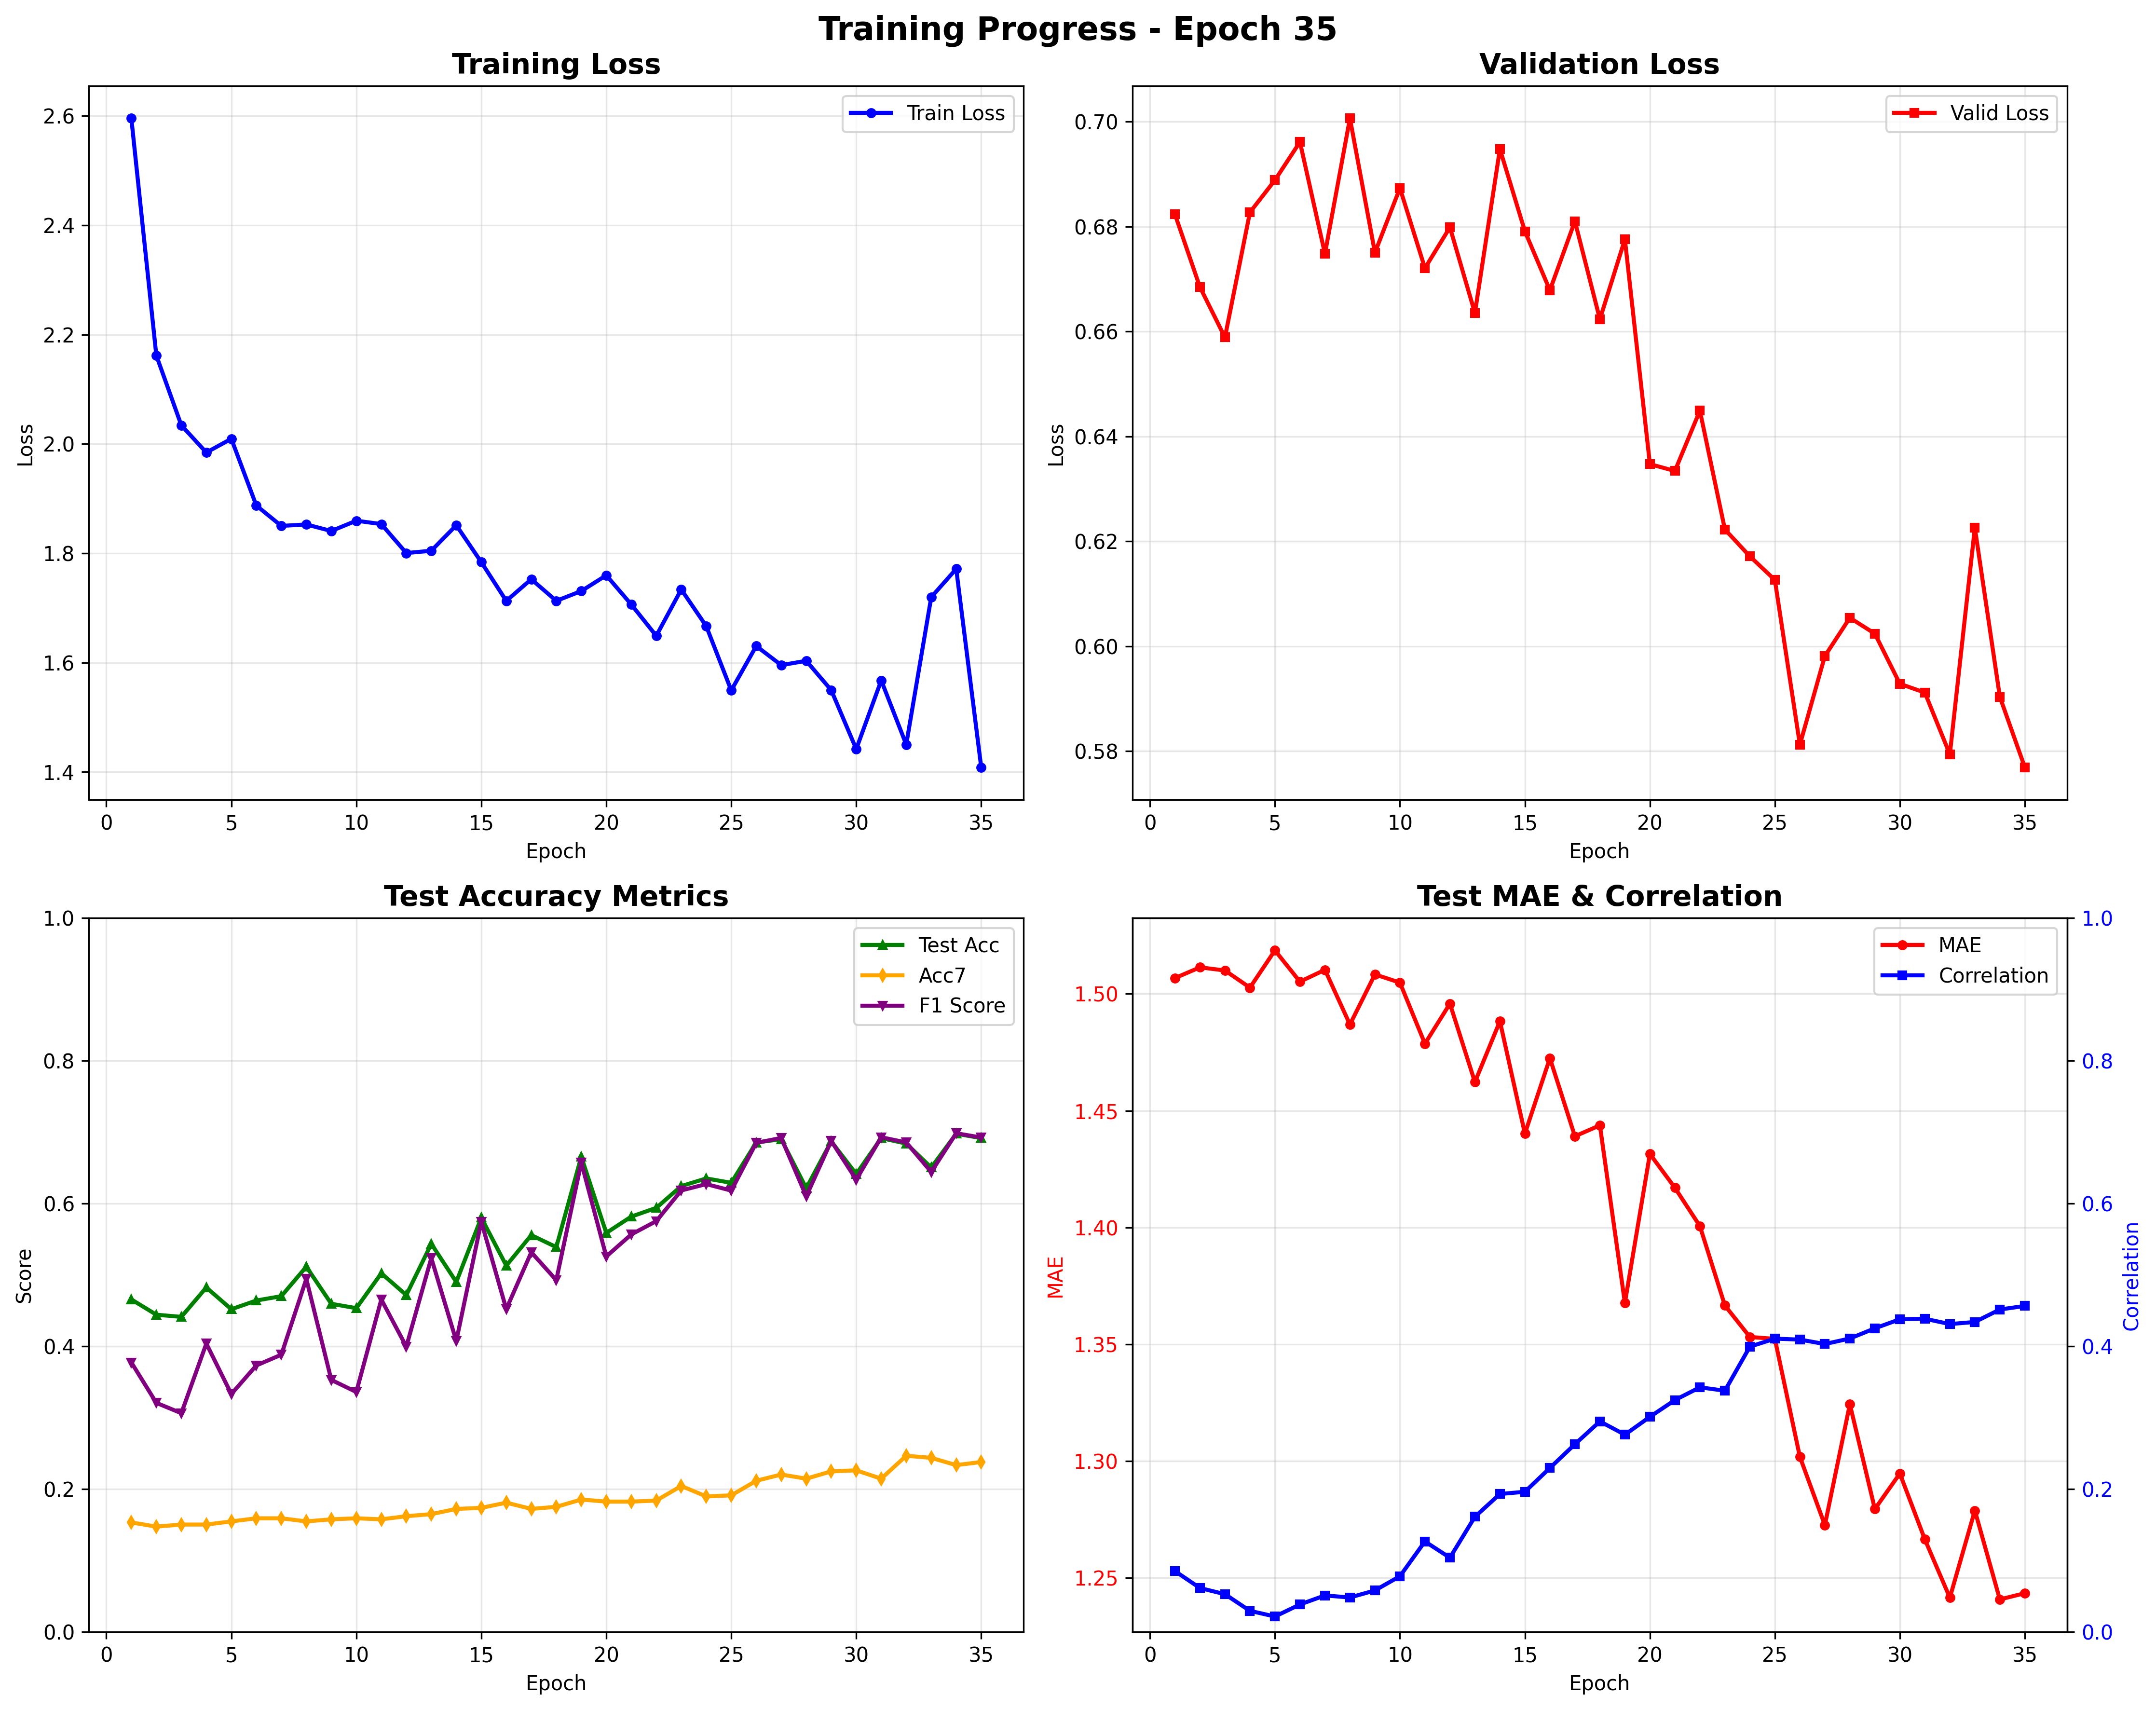 Training Progress - Epoch 35
Training Loss
Train Loss
2.6
2.4
2.2
2.0
1.8
1.6
1.4
Loss
0 5 10 15 20 25 30 35
Epoch
Validation Loss
Valid Loss
0.70
0.68
0.66
0.64
0.62
0.60
0.58
Loss
0 5 10 15 20 25 30 35
Epoch
Test Accuracy Metrics
Test Acc
Acc7
F1 Score
1.0
0.8
0.6
0.4
0.2
0.0
Score
0 5 10 15 20 25 30 35
Epoch
Test MAE & Correlation
MAE
Correlation
1.50
1.45
1.40
1.35
1.30
1.25
MAE
1.0
0.8
0.6
0.4
0.2
0.0
Correlation
0 5 10 15 20 25 30 35
Epoch